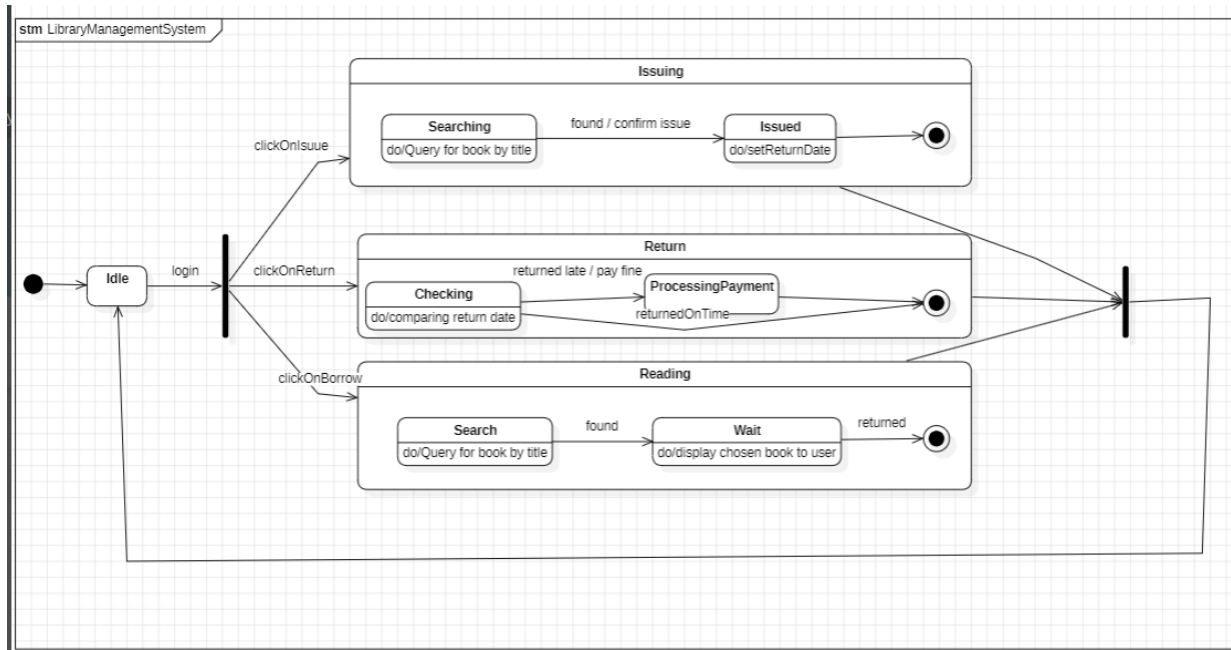 stm LibraryManagementSystem
Issuing
Searching
do/Query for book by title
found / confirm issue
Issued
do/setReturnDate
clickOnIsuue
Idle
login
clickOnReturn
Return
Checking
do/comparing return date
returned late / pay fine
ProcessingPayment
returnedOnTime
clickOnBorrow
Reading
Search
do/Query for book by title
found
Wait
do/display chosen book to user
returned